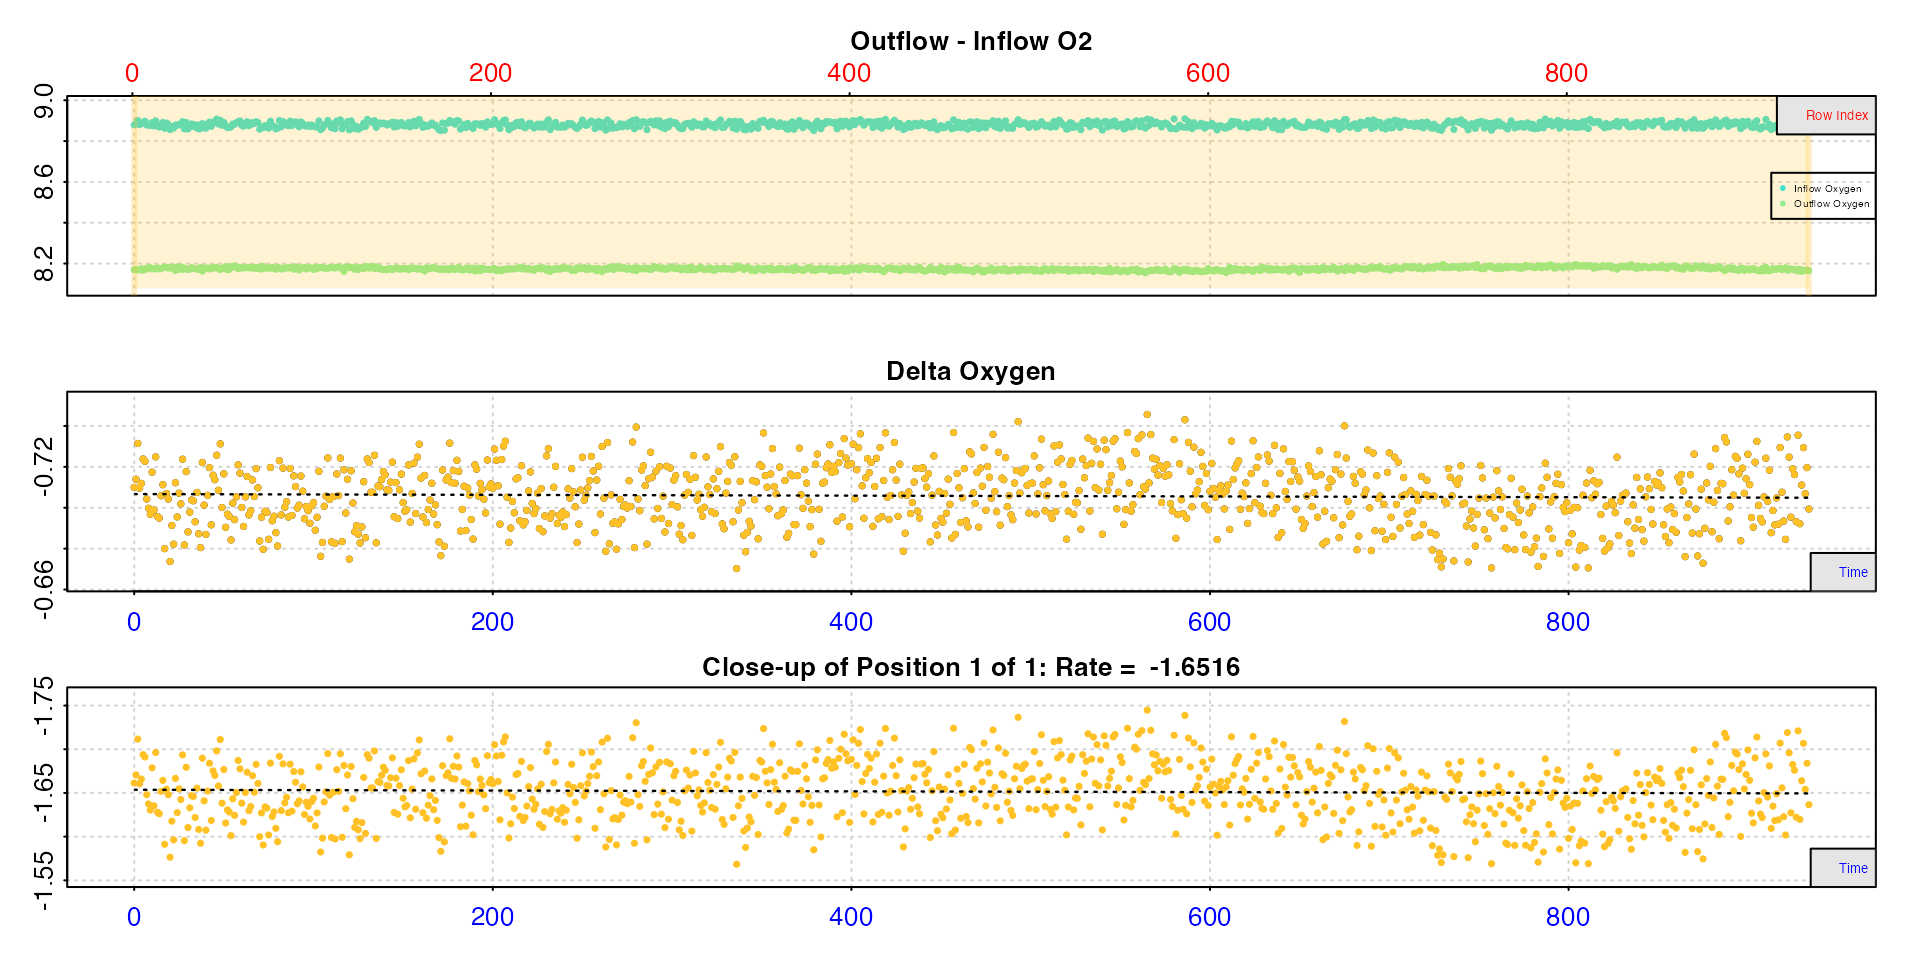 Outflow - Inflow O2
0 200 400 600 800
9.0
8.6
8.2
Row Index
Inflow Oxygen
Outflow Oxygen
Delta Oxygen
-0.72
-0.66
Time
0 200 400 600 800
Close-up of Position 1 of 1: Rate = -1.6516
-1.75
-1.65
-1.55
Time
0 200 400 600 800